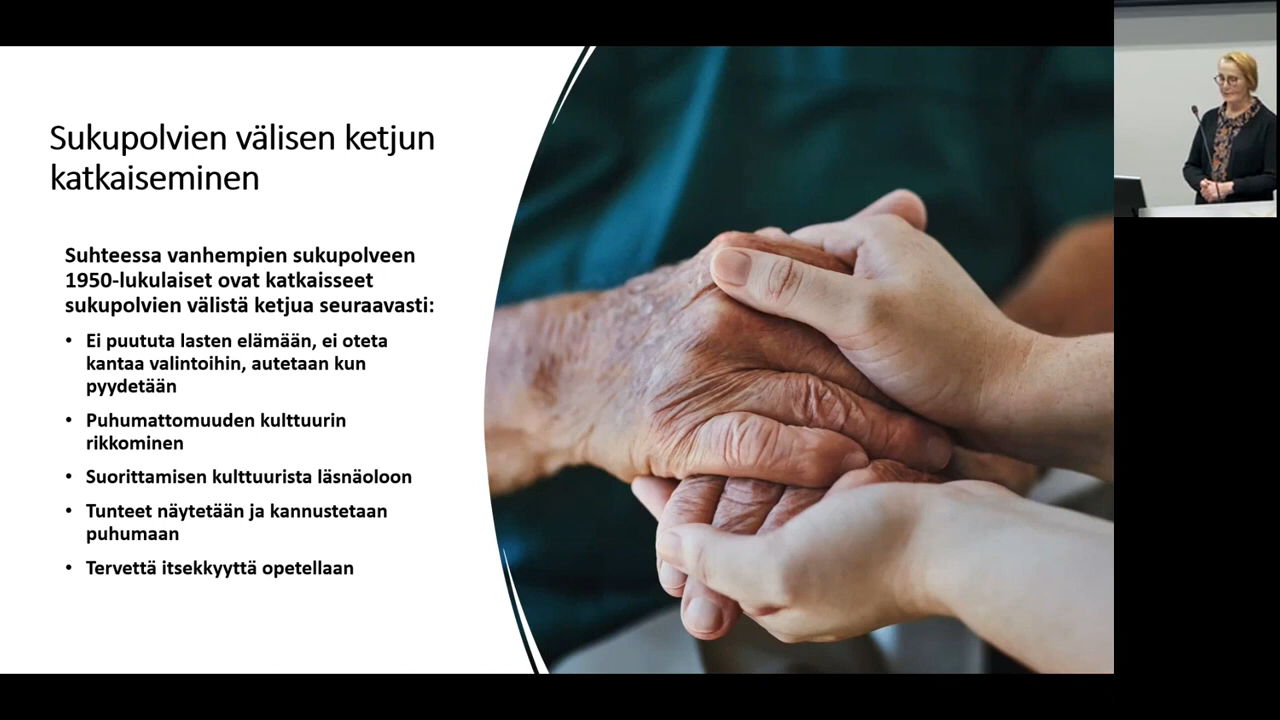 Sukupolvien välisen ketjun
katkaiseminen
Suhteessa vanhempien sukupolveen
1950-lukulaiset ovat katkaisseet
sukupolvien välistä ketjua seuraavasti:
• Ei puututa lasten elämään, ei oteta
kantaa valintoihin, autetaan kun
pyydetään
• Puhumattomuuden kulttuurin
rikkominen
• Suorittamisen kulttuurista läsnäoloon
• Tunteet näytetään ja kannustetaan
puhumaan
• Tervettä itsekkyyttä opetellaan